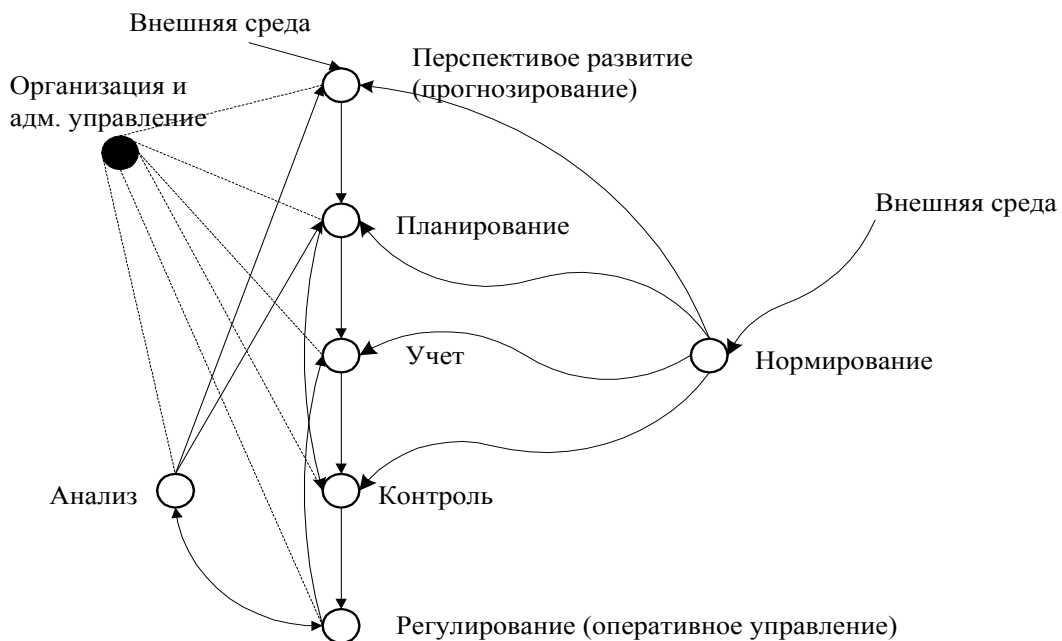 Внешняя среда
Перспективое развитие
(прогнозирование)
Организация и
адм. управление
Планирование
Внешняя среда
Учет
Нормирование
Анализ
Контроль
Регулирование (оперативное управление)